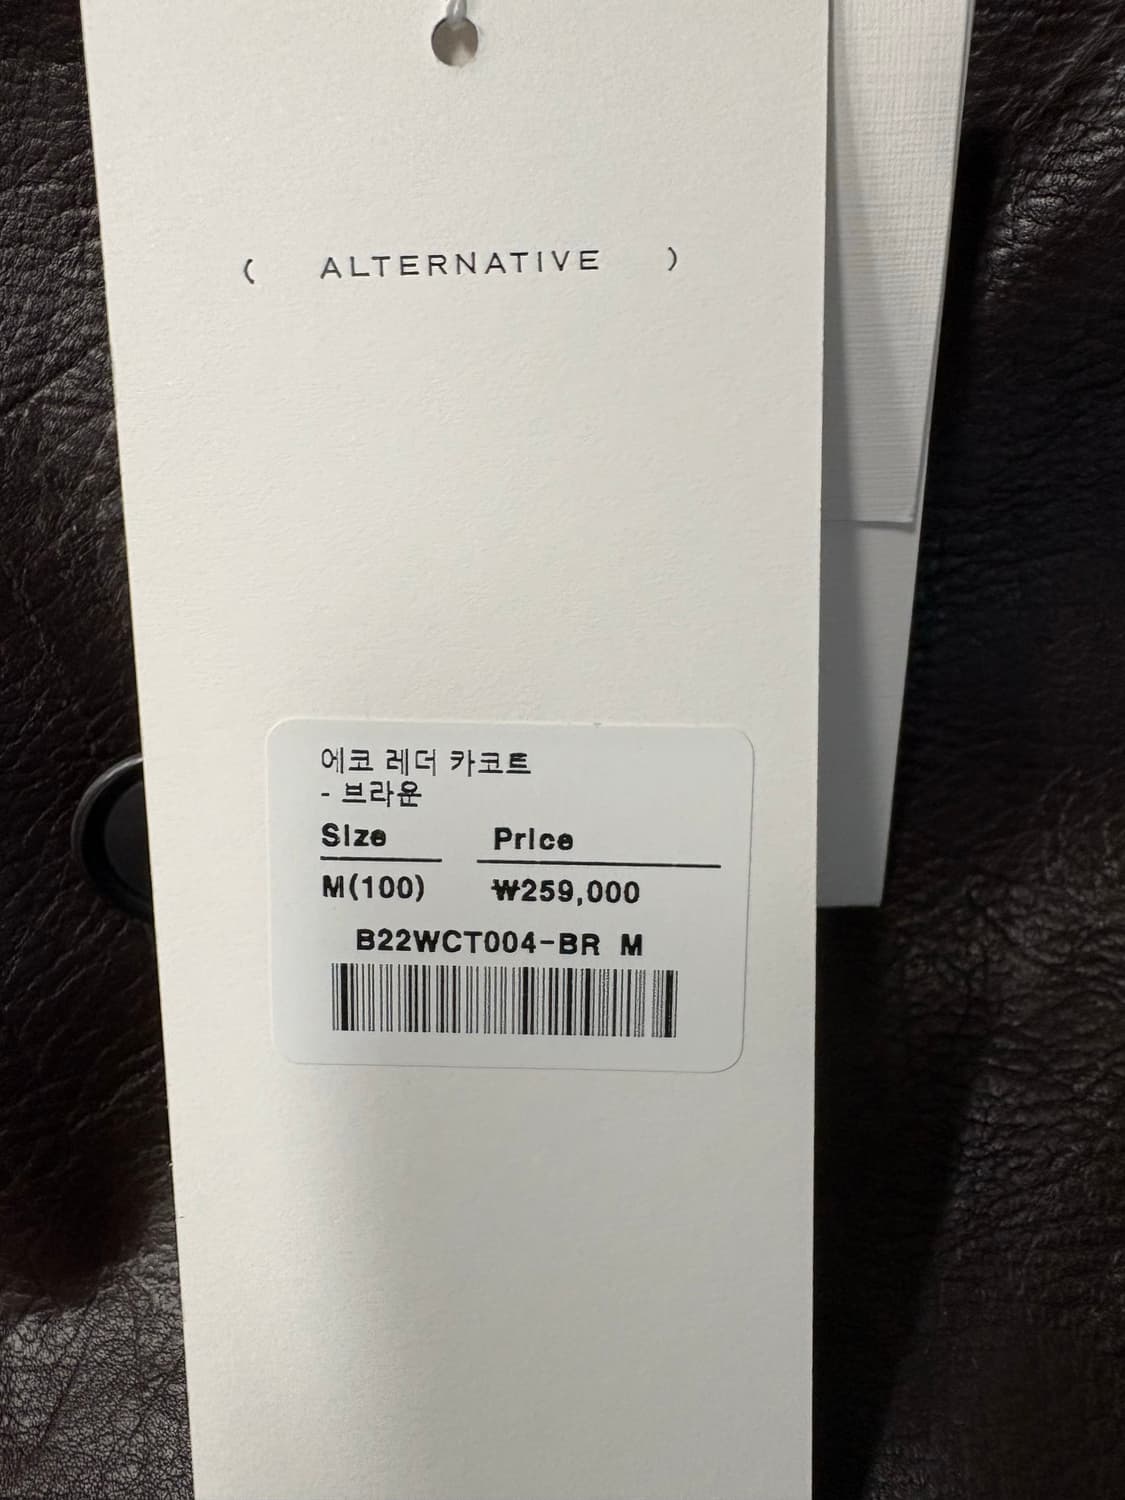 ( ALTERNATIVE )
에코 레더 카코트
- 브라운
Size Price
M(100) ₩259,000
B22WCT004-BR M